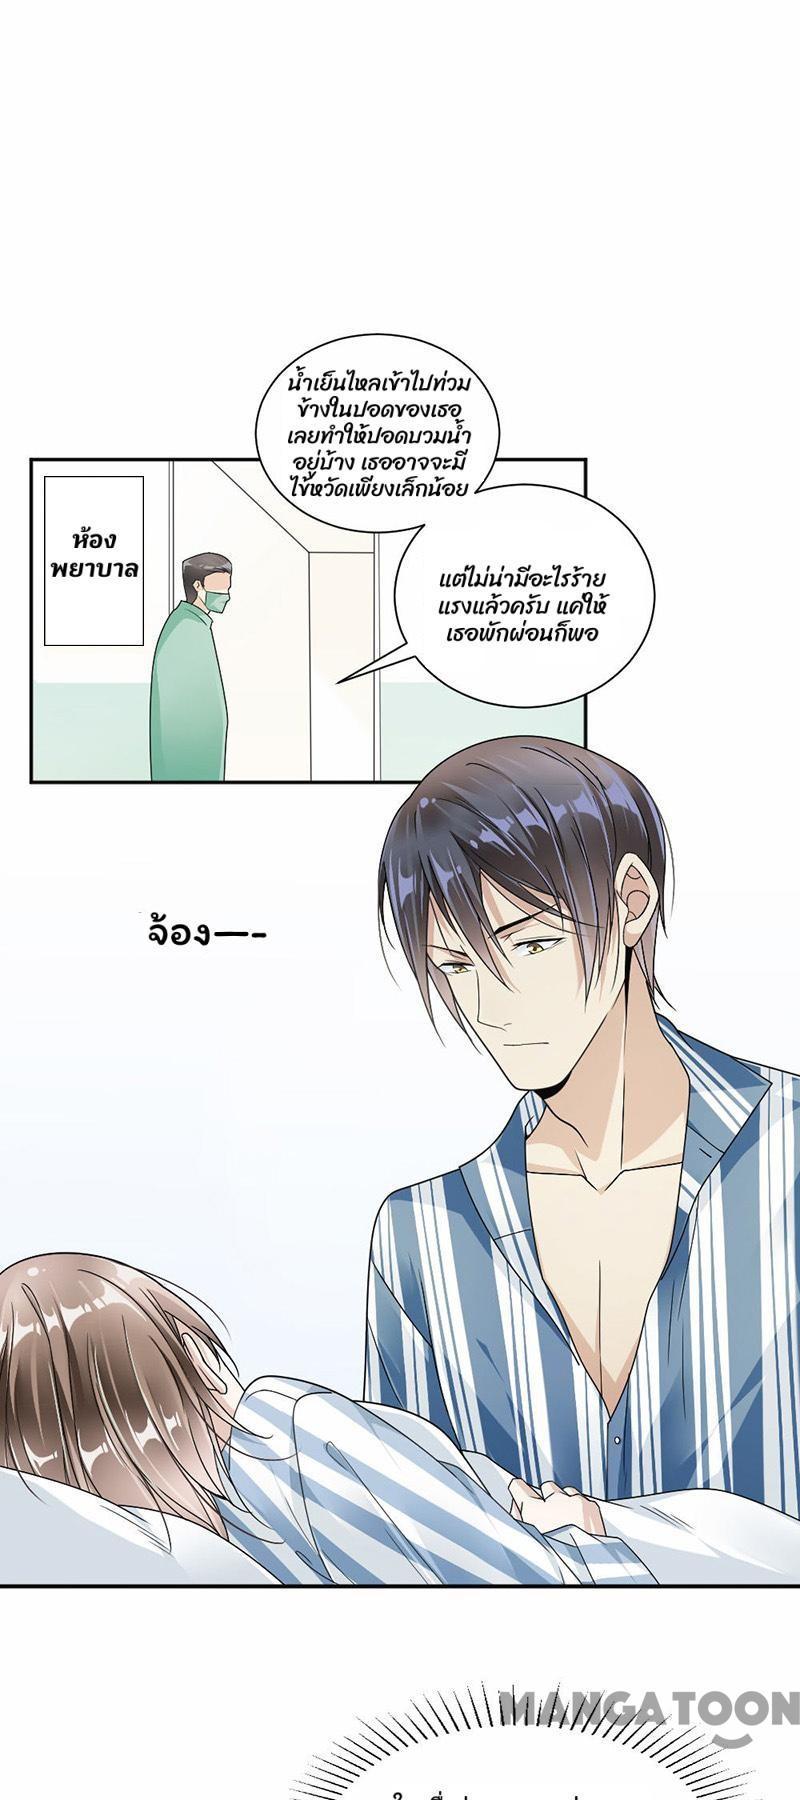 น้ำเย็นไหลเข้าไปท่วม
ข้างในปอดของเธอ
เลยทำให้ปอดบวมน้ำ
อยู่บ้าง เธออาจจะมี
ไข้หวัดเพียงเล็กน้อย
ห้อง
พยาบาล
แต่ไม่น่ามีอะไรร้าย
แรงแล้วครับ แค่ให้
เธอพักผ่อนก็พอ
จ้อง—-
MANGATOON